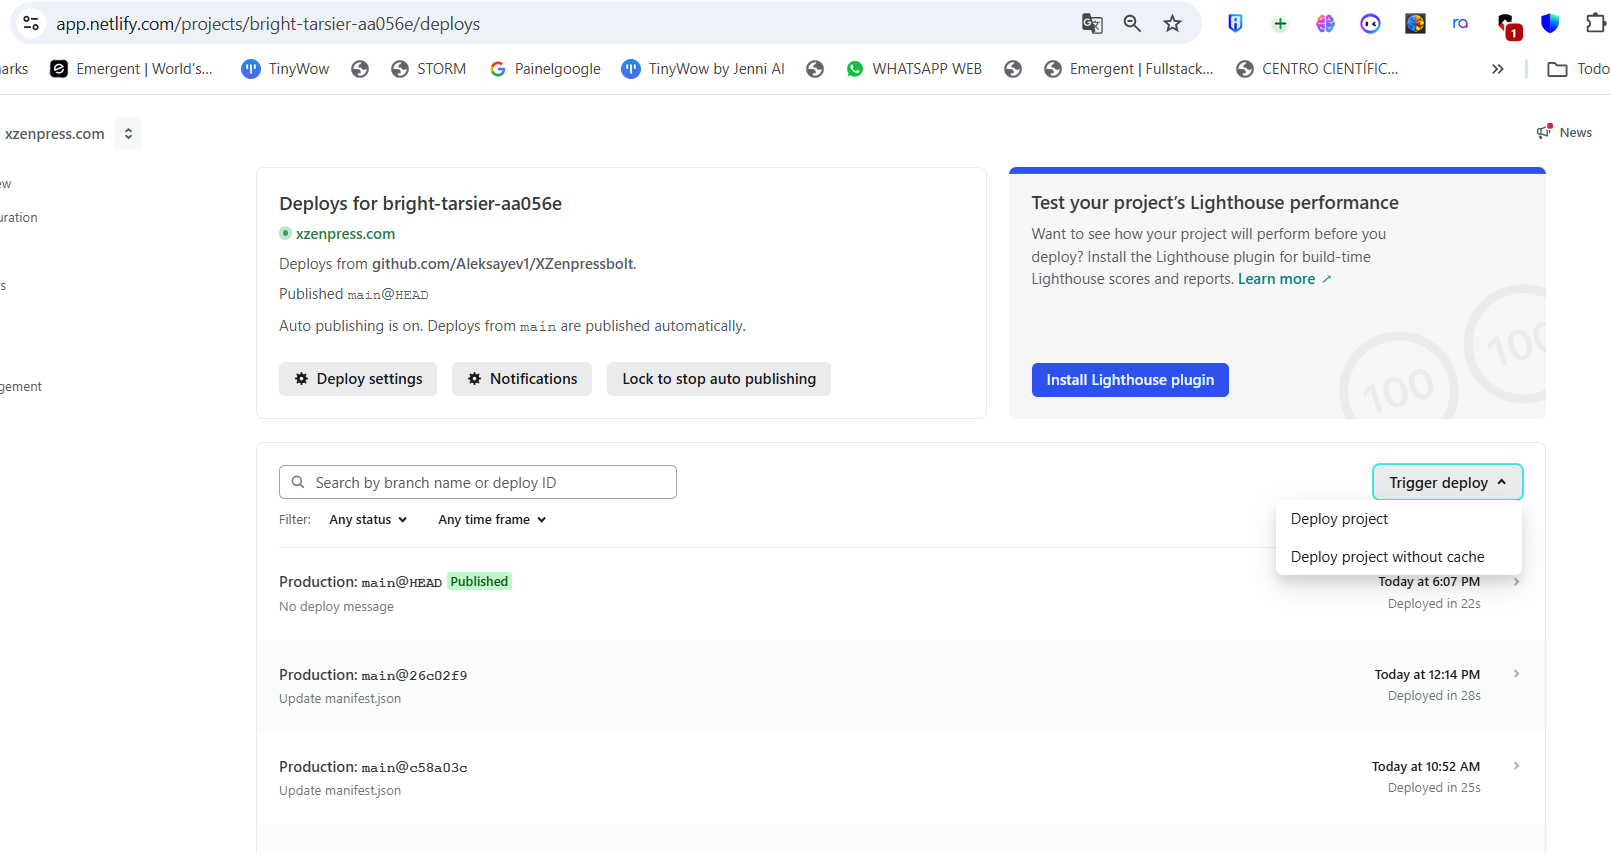 app.netlify.com/projects/bright-tarsier-aa056e/deploys
1
arks
Emergent | World's...
TinyWow
STORM
Painelgoogle
TinyWow by Jenni AI
WHATSAPP WEB
Emergent | Fullstack...
CENTRO CIENTÍFIC...
»
Todo
xzenpress.com
News
ew
uration
s
gement
Deploys for bright-tarsier-aa056e
xzenpress.com
Deploys from github.com/Aleksayev1/XZenpressbolt.
Published main@HEAD
Auto publishing is on. Deploys from main are published automatically.
Deploy settings
Notifications
Lock to stop auto publishing
Test your project's Lighthouse performance
Want to see how your project will perform before you
deploy? Install the Lighthouse plugin for build-time
Lighthouse scores and reports. Learn more ↗
Install Lighthouse plugin
100
100
Search by branch name or deploy ID
Trigger deploy
Filter: Any status Any time frame
Deploy project
Deploy project without cache
Production: main@HEAD Published
Today at 6:07 PM
No deploy message
Deployed in 22s
Production: main@26c02f9
Today at 12:14 PM
Update manifest.json
Deployed in 28s
Production: main@c58a03c
Today at 10:52 AM
Update manifest.json
Deployed in 25s